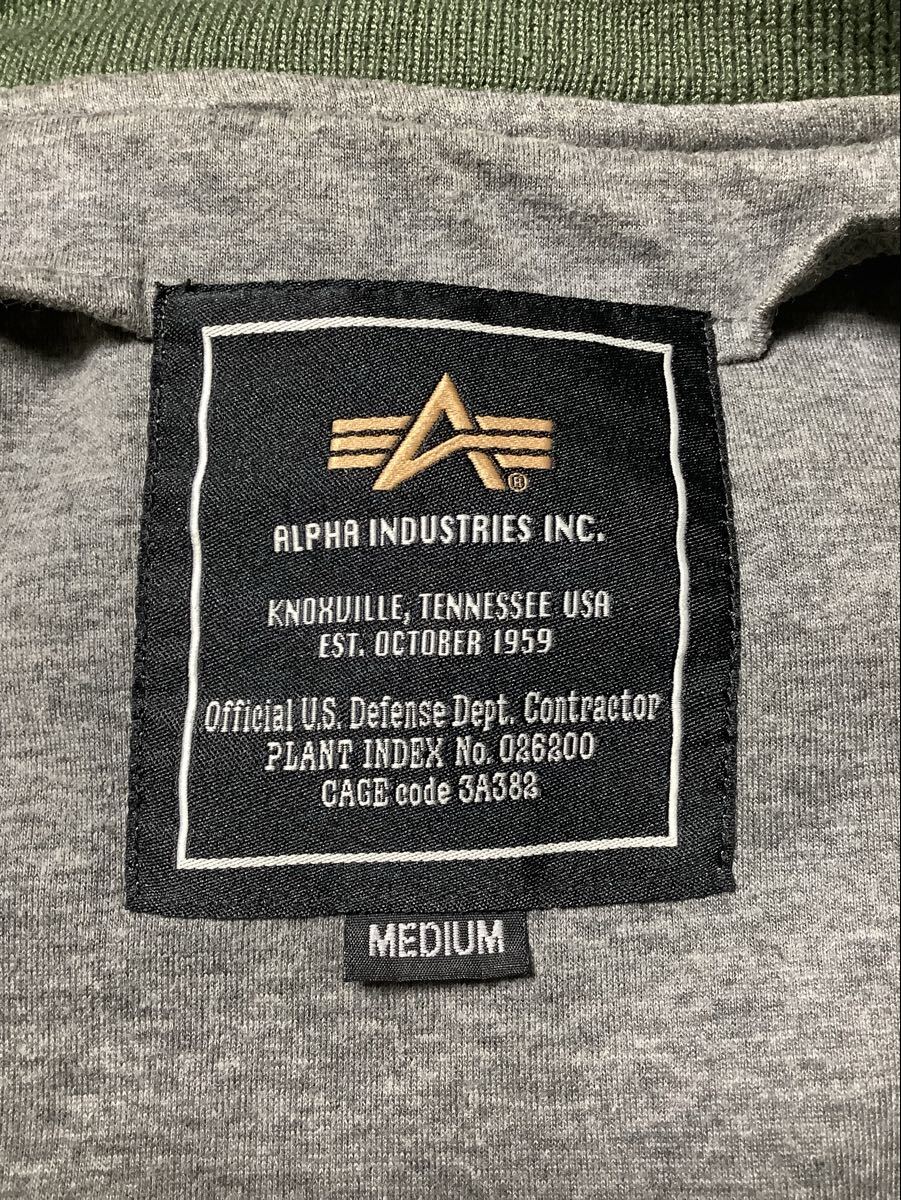 ®
ALPHA INDUSTRIES INC.
KNOXVILLE, TENNESSEE USA
EST. OCTOBER 1959
Official U.S. Defense Dept. Contractor
PLANT INDEX No. 026200
CAGE code 3A382
MEDIUM